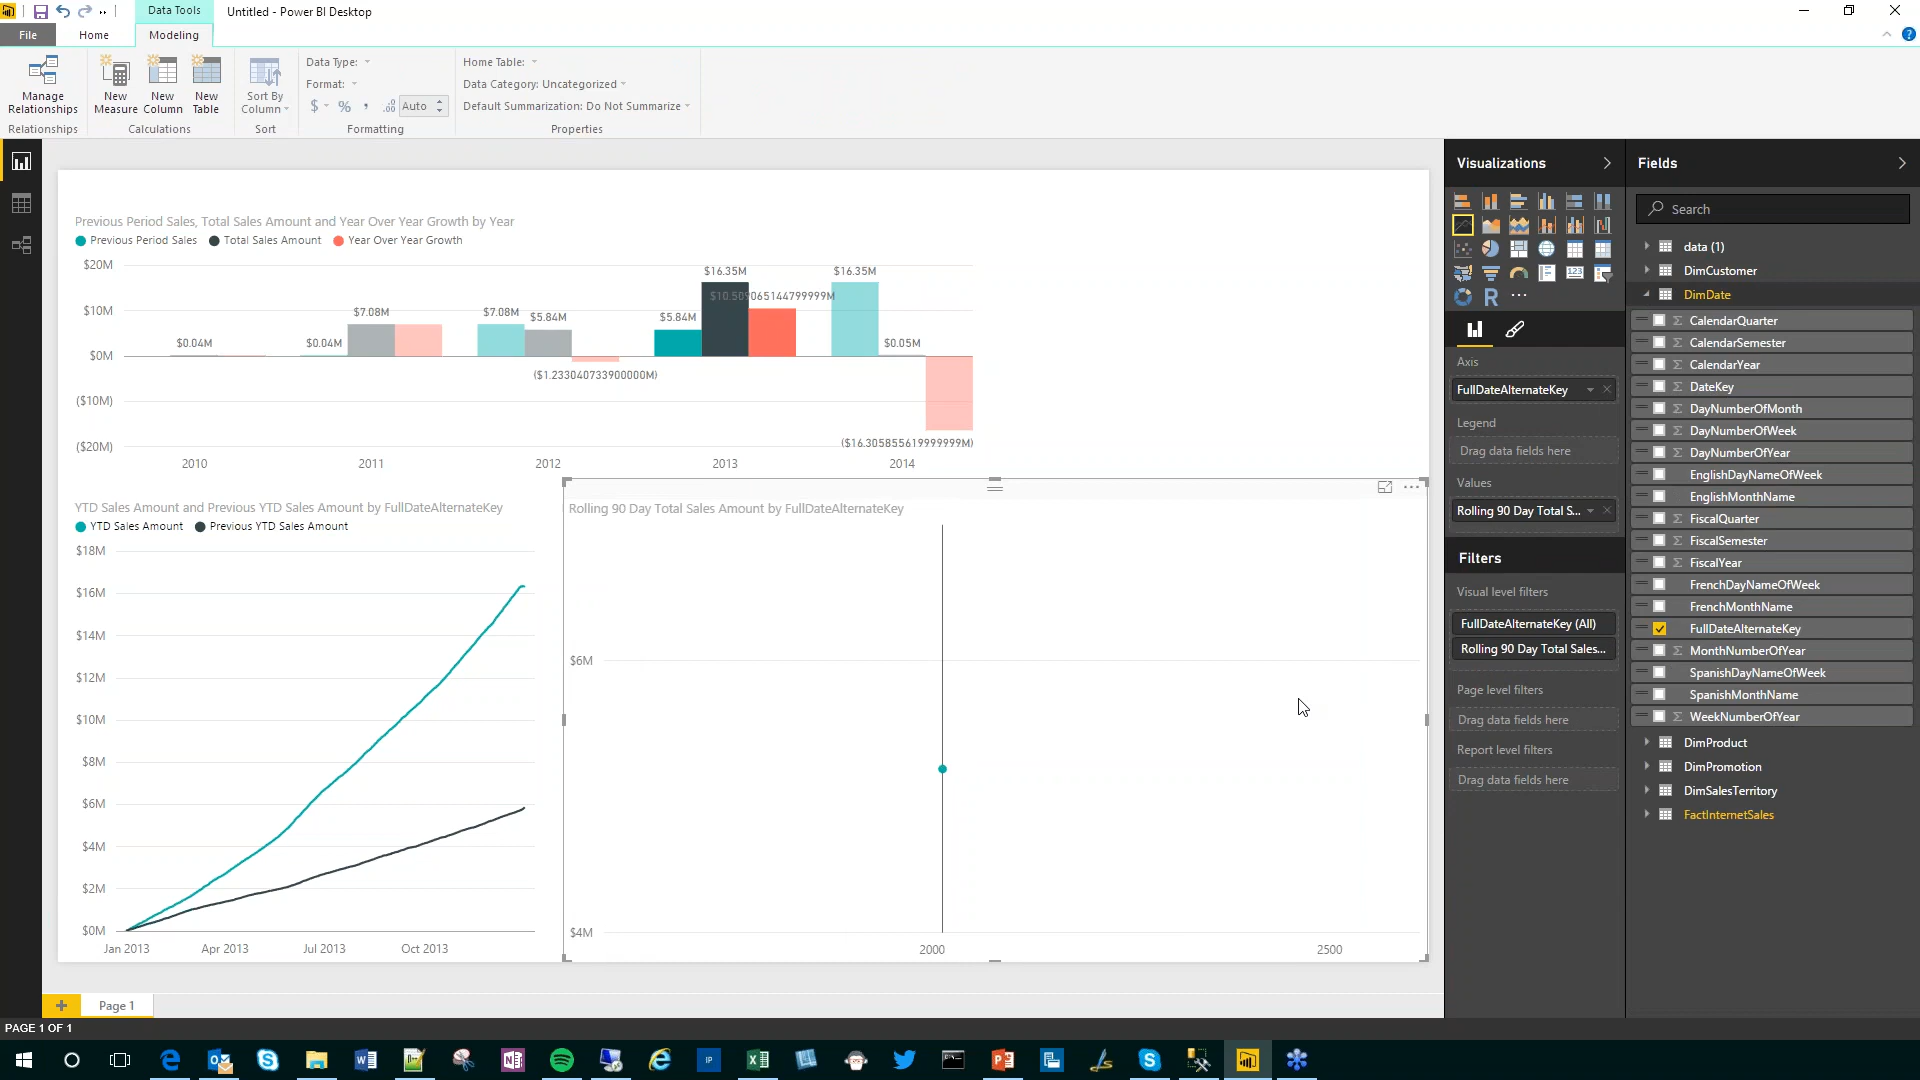 Data Tools
Untitled - Power BI Desktop
File
Home
Modeling
Manage
Relationships
New
Measure
New
Column
New
Table
Sort By
Column
Data Type:
Format:
$ % , Auto
Home Table:
Data Category: Uncategorized
Default Summarization: Do Not Summarize
Relationships
Calculations
Sort
Formatting
Properties
Previous Period Sales, Total Sales Amount and Year Over Year Growth by Year
Previous Period Sales
Total Sales Amount
Year Over Year Growth
$20M
$10M
$0M
($10M)
($20M)
$0.04M
$0.04M
$7.08M
$7.08M
$5.84M
($1.233040733900000M)
$5.84M
$16.35M
$10.509065144799999M
$16.35M
$0.05M
($16.305855619999999M)
2010
2011
2012
2013
2014
YTD Sales Amount and Previous YTD Sales Amount by FullDateAlternateKey
YTD Sales Amount
Previous YTD Sales Amount
$18M
$16M
$14M
$12M
$10M
$8M
$6M
$4M
$2M
$0M
Jan 2013
Apr 2013
Jul 2013
Oct 2013
Rolling 90 Day Total Sales Amount by FullDateAlternateKey
$6M
$4M
2000
2500
Page 1
PAGE 1 OF 1
Visualizations
R
Axis
FullDateAlternateKey
Legend
Drag data fields here
Values
Rolling 90 Day Total S...
Filters
Visual level filters
FullDateAlternateKey (All)
Rolling 90 Day Total Sales...
Page level filters
Drag data fields here
Report level filters
Drag data fields here
Fields
Search
data (1)
DimCustomer
DimDate
CalendarQuarter
CalendarSemester
CalendarYear
DateKey
DayNumberOfMonth
DayNumberOfWeek
DayNumberOfYear
EnglishDayNameOfWeek
EnglishMonthName
FiscalQuarter
FiscalSemester
FiscalYear
FrenchDayNameOfWeek
FrenchMonthName
FullDateAlternateKey
MonthNumberOfYear
SpanishDayNameOfWeek
SpanishMonthName
WeekNumberOfYear
DimProduct
DimPromotion
DimSalesTerritory
FactInternetSales